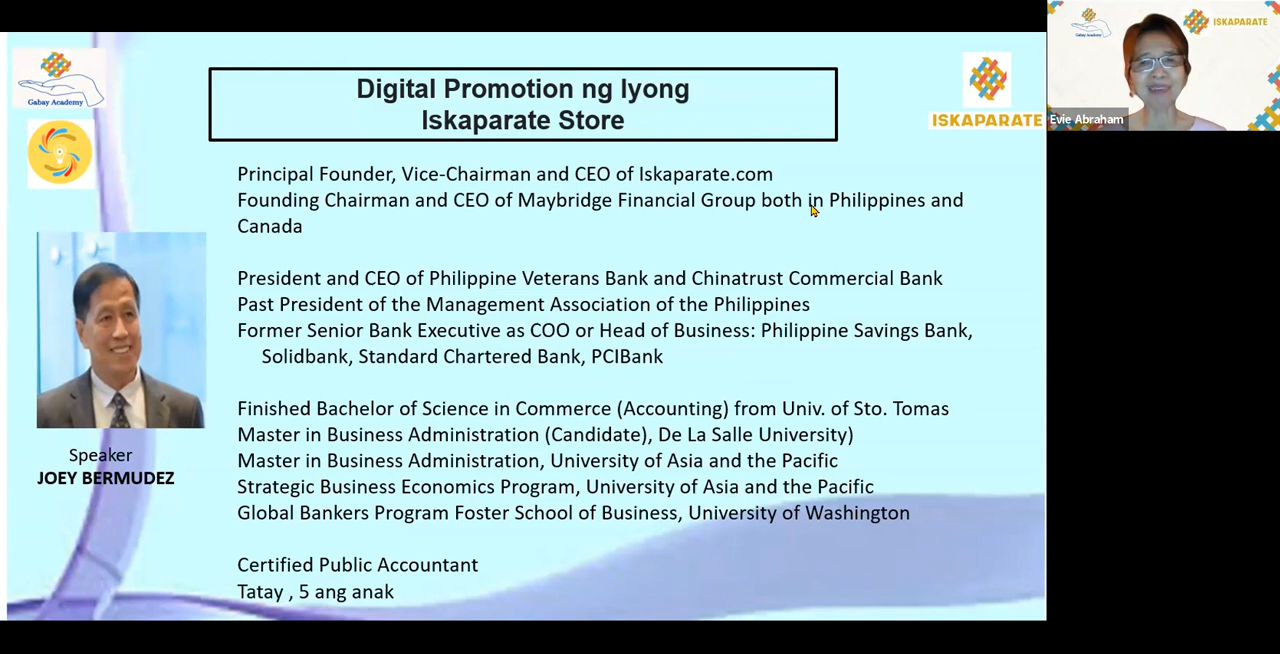 Gabay Academy
Digital Promotion ng Iyong
Iskaparate Store
ISKAPARATE
Principal Founder, Vice-Chairman and CEO of Iskaparate.com
Founding Chairman and CEO of Maybridge Financial Group both in Philippines and
Canada
President and CEO of Philippine Veterans Bank and Chinatrust Commercial Bank
Past President of the Management Association of the Philippines
Former Senior Bank Executive as COO or Head of Business: Philippine Savings Bank,
Solidbank, Standard Chartered Bank, PCIBank
Finished Bachelor of Science in Commerce (Accounting) from Univ. of Sto. Tomas
Master in Business Administration (Candidate), De La Salle University)
Master in Business Administration, University of Asia and the Pacific
Strategic Business Economics Program, University of Asia and the Pacific
Global Bankers Program Foster School of Business, University of Washington
Certified Public Accountant
Tatay , 5 ang anak
Speaker
JOEY BERMUDEZ
Gabay Academy
ISKAPARATE
Evie Abraham